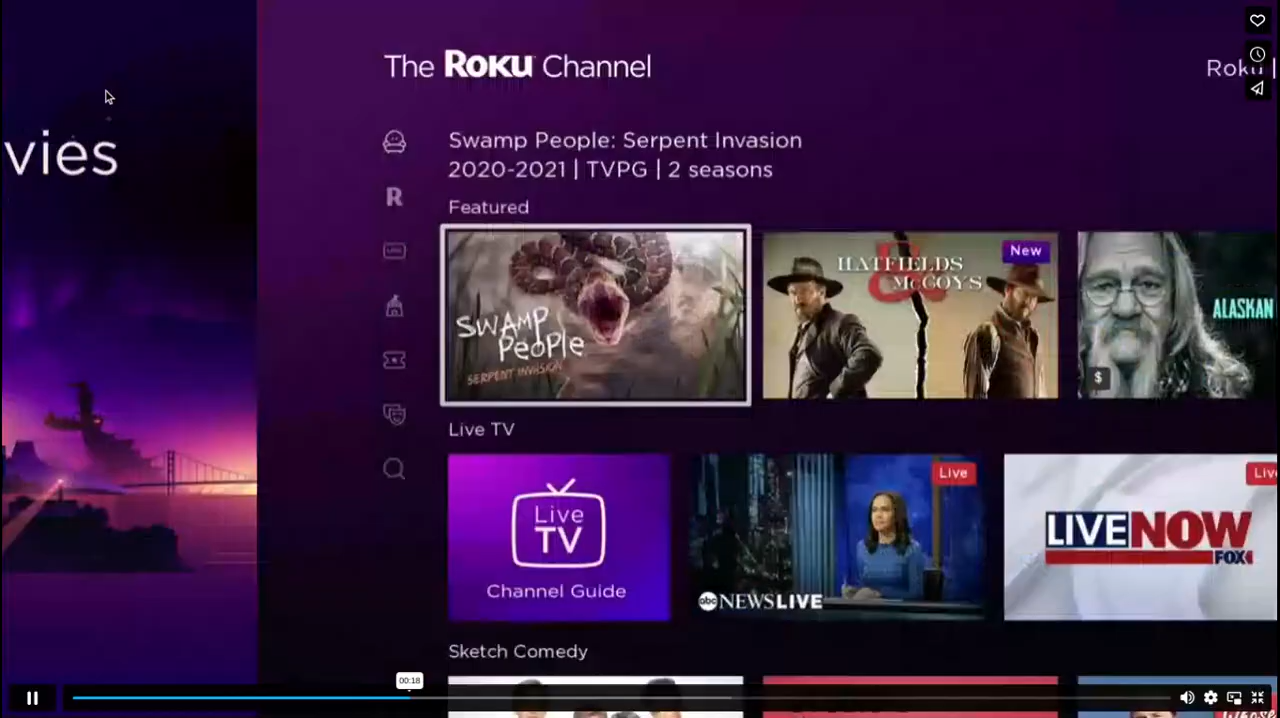 The Roku Channel
Roku |
vies
Swamp People: Serpent Invasion
2020-2021 | TVPG | 2 seasons
Featured
SWAMP
PEOPLE
SERPENT INVASION
HATFIELDS
& McCOYS
New
ALASKAN
$
Live TV
Live
TV
Channel Guide
Live
abc NEWS LIVE
Liv
LIVE NOW
FOX
Sketch Comedy
00:18